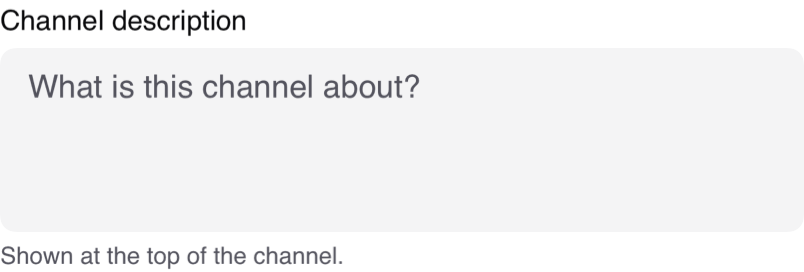 Channel description
What is this channel about?
Shown at the top of the channel.